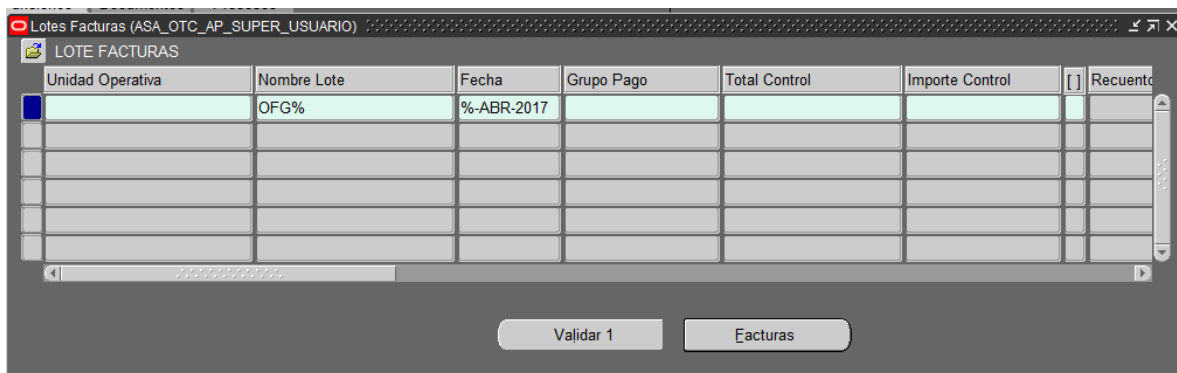 Lotes Facturas (ASA_OTC_AP_SUPER_USUARIO)
LOTE FACTURAS
Unidad Operativa Nombre Lote Fecha Grupo Pago Total Control Importe Control [ ] Recuento
OFG% %-ABR-2017
Validar 1 Facturas